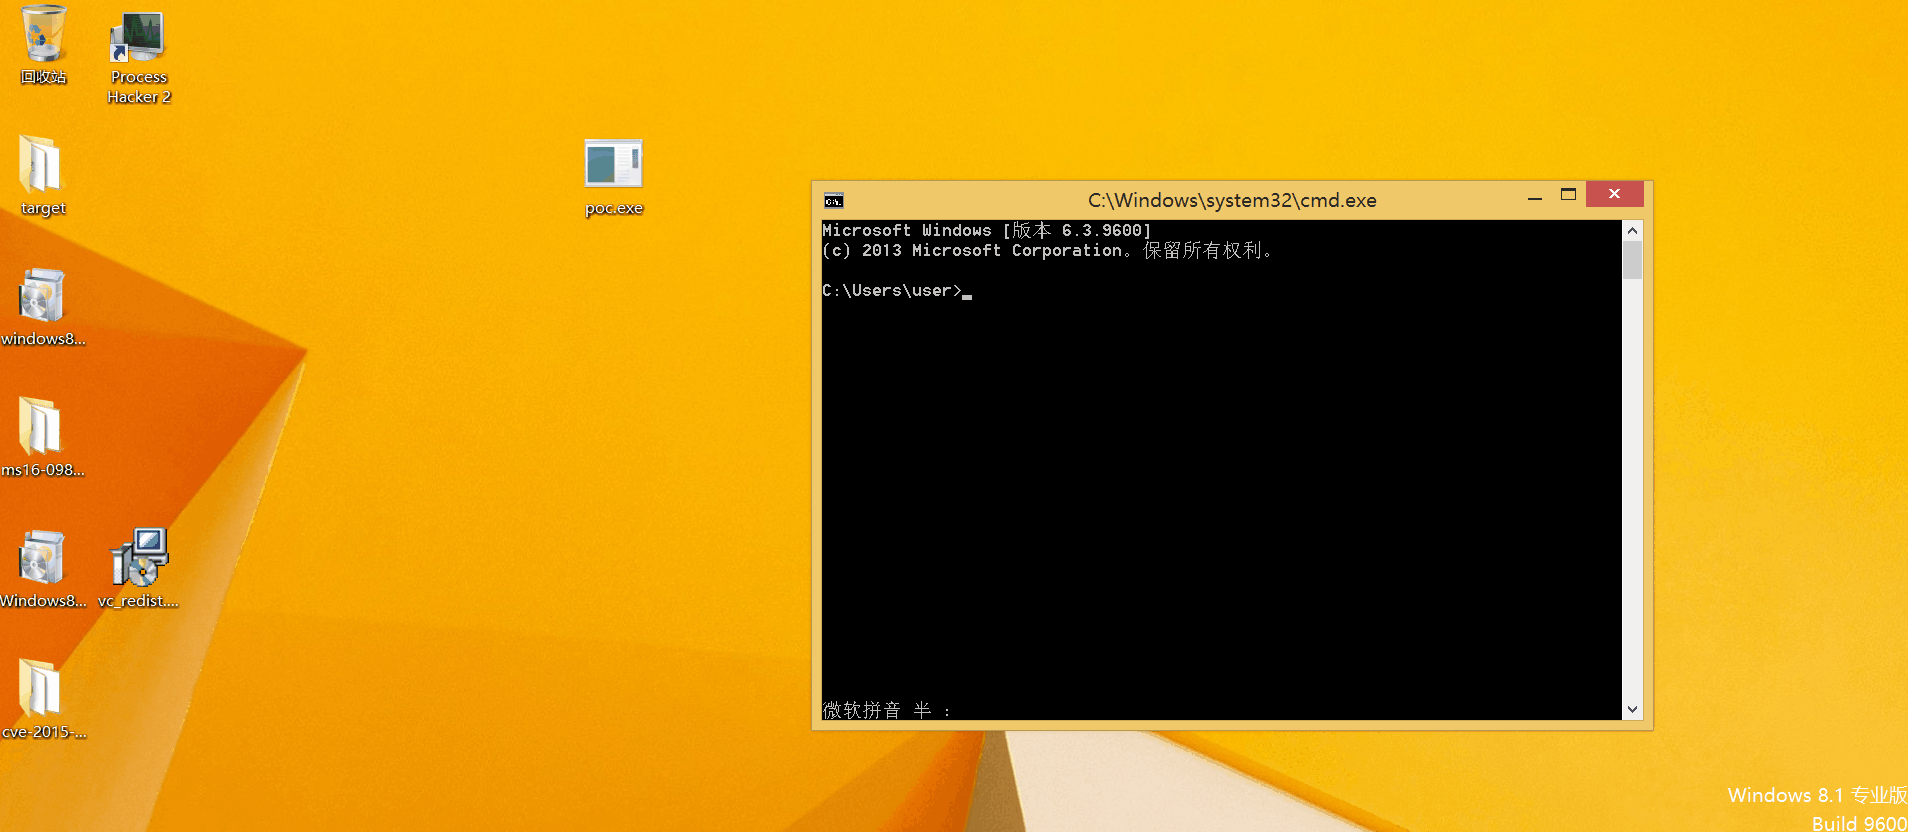 回收站
Process
Hacker 2
target
poc.exe
windows8...
ms16-098...
Windows8...
vc_redist....
cve-2015-...
C:\Windows\system32\cmd.exe
Microsoft Windows [版本 6.3.9600]
(c) 2013 Microsoft Corporation。保留所有权利。
C:\Users\user>_
微软拼音 半 :
Windows 8.1 专业版
Build 9600